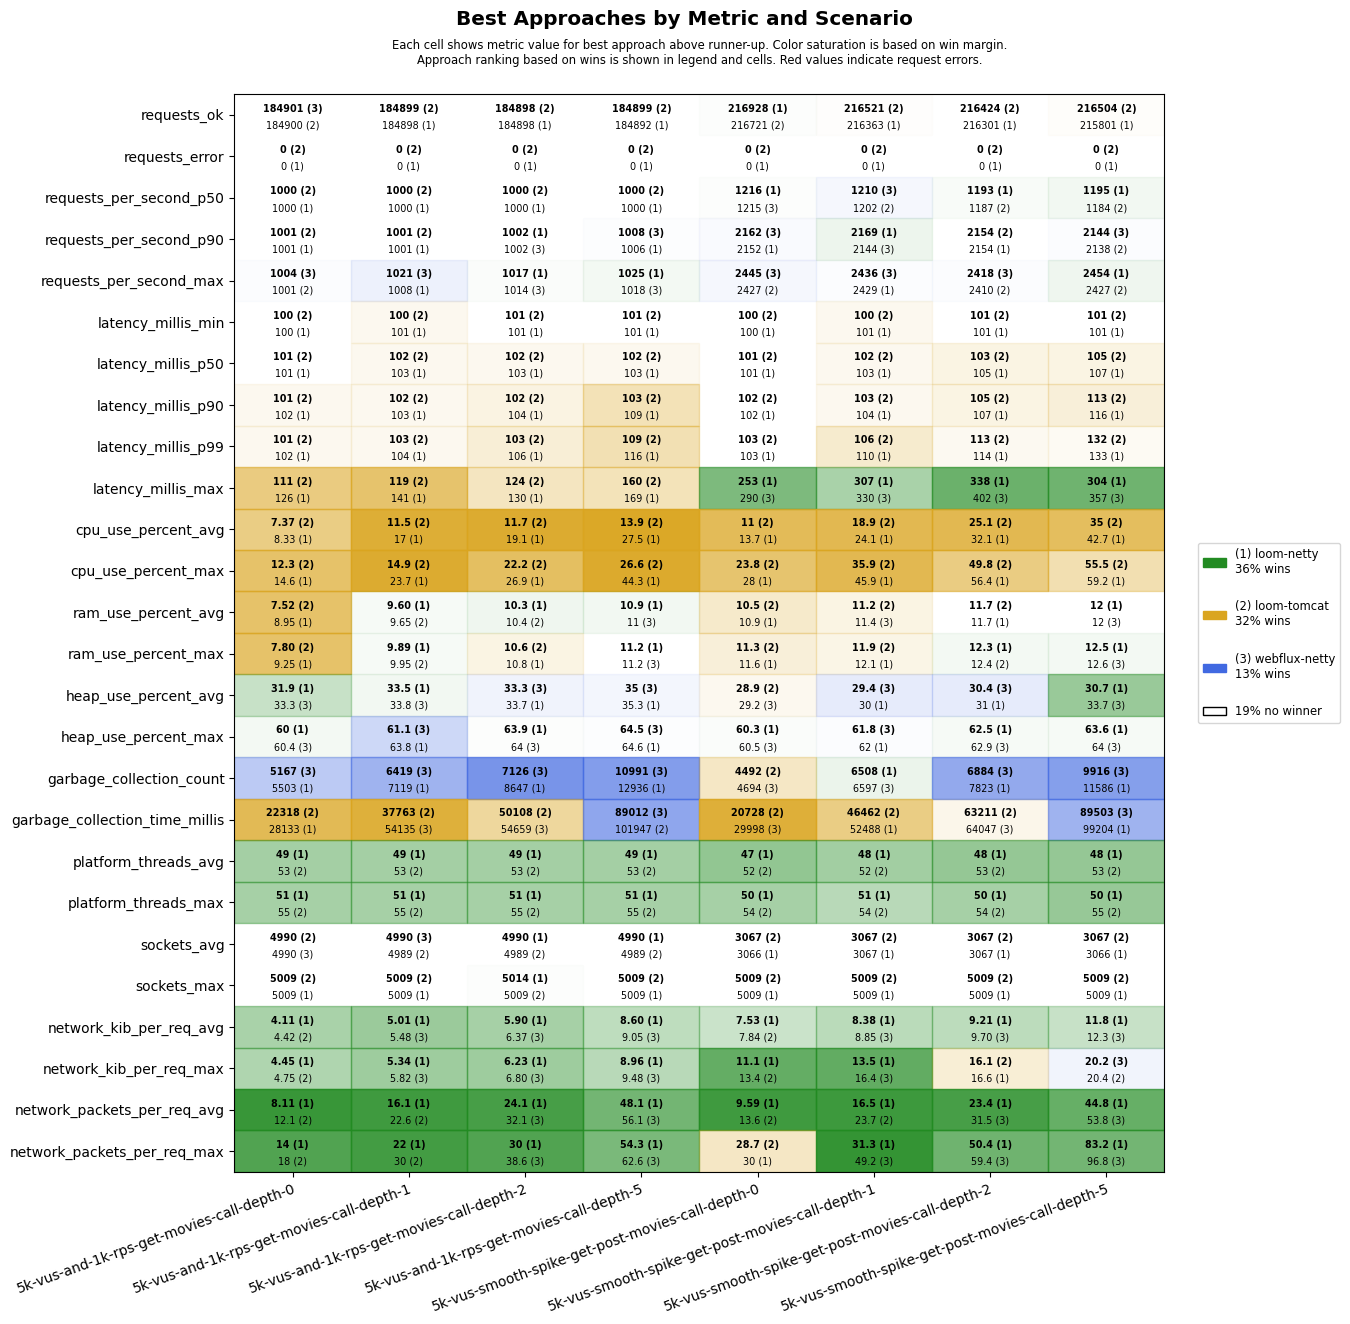 Best Approaches by Metric and Scenario
Each cell shows metric value for best approach above runner-up. Color saturation is based on win margin.
Approach ranking based on wins is shown in legend and cells. Red values indicate request errors.
requests_ok
184901 (3) 184899 (2) 184898 (2) 184899 (2) 216928 (1) 216521 (2) 216424 (2) 216504 (2)
184900 (2) 184898 (1) 184898 (1) 184892 (1) 216721 (2) 216363 (1) 216301 (1) 215801 (1)
requests_error
0 (2) 0 (2) 0 (2) 0 (2) 0 (2) 0 (2) 0 (2) 0 (2)
0 (1) 0 (1) 0 (1) 0 (1) 0 (1) 0 (1) 0 (1) 0 (1)
requests_per_second_p50
1000 (2) 1000 (2) 1000 (2) 1000 (2) 1216 (1) 1210 (3) 1193 (1) 1195 (1)
1000 (1) 1000 (1) 1000 (1) 1000 (1) 1215 (3) 1202 (2) 1187 (2) 1184 (2)
requests_per_second_p90
1001 (2) 1001 (2) 1002 (1) 1008 (3) 2162 (3) 2169 (1) 2154 (2) 2144 (3)
1001 (1) 1001 (1) 1002 (3) 1006 (1) 2152 (1) 2144 (3) 2154 (1) 2138 (2)
requests_per_second_max
1004 (3) 1021 (3) 1017 (1) 1025 (1) 2445 (3) 2436 (3) 2418 (3) 2454 (1)
1001 (2) 1008 (1) 1014 (3) 1018 (3) 2427 (2) 2429 (1) 2410 (2) 2427 (2)
latency_millis_min
100 (2) 100 (2) 101 (2) 101 (2) 100 (2) 100 (2) 101 (2) 101 (2)
100 (1) 101 (1) 101 (1) 101 (1) 100 (1) 101 (1) 101 (1) 101 (1)
latency_millis_p50
101 (2) 102 (2) 102 (2) 102 (2) 101 (2) 102 (2) 103 (2) 105 (2)
101 (1) 103 (1) 103 (1) 103 (1) 101 (1) 103 (1) 105 (1) 107 (1)
latency_millis_p90
101 (2) 102 (2) 102 (2) 103 (2) 102 (2) 103 (2) 105 (2) 113 (2)
102 (1) 103 (1) 104 (1) 109 (1) 102 (1) 104 (1) 107 (1) 116 (1)
latency_millis_p99
101 (2) 103 (2) 103 (2) 109 (2) 103 (2) 106 (2) 113 (2) 132 (2)
102 (1) 104 (1) 106 (1) 116 (1) 103 (1) 110 (1) 114 (1) 133 (1)
latency_millis_max
111 (2) 119 (2) 124 (2) 160 (2) 253 (1) 307 (1) 338 (1) 304 (1)
126 (1) 141 (1) 130 (1) 169 (1) 290 (3) 330 (3) 402 (3) 357 (3)
cpu_use_percent_avg
7.37 (2) 11.5 (2) 11.7 (2) 13.9 (2) 11 (2) 18.9 (2) 25.1 (2) 35 (2)
8.33 (1) 17 (1) 19.1 (1) 27.5 (1) 13.7 (1) 24.1 (1) 32.1 (1) 42.7 (1)
cpu_use_percent_max
12.3 (2) 14.9 (2) 22.2 (2) 26.6 (2) 23.8 (2) 35.9 (2) 49.8 (2) 55.5 (2)
14.6 (1) 23.7 (1) 26.9 (1) 44.3 (1) 28 (1) 45.9 (1) 56.4 (1) 59.2 (1)
ram_use_percent_avg
7.52 (2) 9.60 (1) 10.3 (1) 10.9 (1) 10.5 (2) 11.2 (2) 11.7 (2) 12 (1)
8.95 (1) 9.65 (2) 10.4 (2) 11 (3) 10.9 (1) 11.4 (3) 11.7 (1) 12 (3)
ram_use_percent_max
7.80 (2) 9.89 (1) 10.6 (2) 11.2 (1) 11.3 (2) 11.9 (2) 12.3 (1) 12.5 (1)
9.25 (1) 9.95 (2) 10.8 (1) 11.2 (3) 11.6 (1) 12.1 (1) 12.4 (2) 12.6 (3)
heap_use_percent_avg
31.9 (1) 33.5 (1) 33.3 (3) 35 (3) 28.9 (2) 29.4 (3) 30.4 (3) 30.7 (1)
33.3 (3) 33.8 (3) 33.7 (1) 35.3 (1) 29.2 (3) 30 (1) 31 (1) 33.7 (3)
heap_use_percent_max
60 (1) 61.1 (3) 63.9 (1) 64.5 (3) 60.3 (1) 61.8 (3) 62.5 (1) 63.6 (1)
60.4 (3) 63.8 (1) 64 (3) 64.6 (1) 60.5 (3) 62 (1) 62.9 (3) 64 (3)
garbage_collection_count
5167 (3) 6419 (3) 7126 (3) 10991 (3) 4492 (2) 6508 (1) 6884 (3) 9916 (3)
5503 (1) 7119 (1) 8647 (1) 12936 (1) 4694 (3) 6597 (3) 7823 (1) 11586 (1)
garbage_collection_time_millis
22318 (2) 37763 (2) 50108 (2) 89012 (3) 20728 (2) 46462 (2) 63211 (2) 89503 (3)
28133 (1) 54135 (3) 54659 (3) 101947 (2) 29998 (3) 52488 (1) 64047 (3) 99204 (1)
platform_threads_avg
49 (1) 49 (1) 49 (1) 49 (1) 47 (1) 48 (1) 48 (1) 48 (1)
53 (2) 53 (2) 53 (2) 53 (2) 52 (2) 52 (2) 53 (2) 53 (2)
platform_threads_max
51 (1) 51 (1) 51 (1) 51 (1) 50 (1) 51 (1) 50 (1) 50 (1)
55 (2) 55 (2) 55 (2) 55 (2) 54 (2) 54 (2) 54 (2) 55 (2)
sockets_avg
4990 (2) 4990 (3) 4990 (1) 4990 (1) 3067 (2) 3067 (2) 3067 (2) 3067 (2)
4990 (3) 4989 (2) 4989 (2) 4989 (2) 3066 (1) 3067 (1) 3067 (1) 3066 (1)
sockets_max
5009 (2) 5009 (2) 5014 (1) 5009 (2) 5009 (2) 5009 (2) 5009 (2) 5009 (2)
5009 (1) 5009 (1) 5009 (2) 5009 (1) 5009 (1) 5009 (1) 5009 (1) 5009 (1)
network_kib_per_req_avg
4.11 (1) 5.01 (1) 5.90 (1) 8.60 (1) 7.53 (1) 8.38 (1) 9.21 (1) 11.8 (1)
4.42 (2) 5.48 (3) 6.37 (3) 9.05 (3) 7.84 (2) 8.85 (3) 9.70 (3) 12.3 (3)
network_kib_per_req_max
4.45 (1) 5.34 (1) 6.23 (1) 8.96 (1) 11.1 (1) 13.5 (1) 16.1 (2) 20.2 (3)
4.75 (2) 5.82 (3) 6.80 (3) 9.48 (3) 13.4 (2) 16.4 (3) 16.6 (1) 20.4 (2)
network_packets_per_req_avg
8.11 (1) 16.1 (1) 24.1 (1) 48.1 (1) 9.59 (1) 16.5 (1) 23.4 (1) 44.8 (1)
12.1 (2) 22.6 (2) 32.1 (3) 56.1 (3) 13.6 (2) 23.7 (2) 31.5 (3) 53.8 (3)
network_packets_per_req_max
14 (1) 22 (1) 30 (1) 54.3 (1) 28.7 (2) 31.3 (1) 50.4 (1) 83.2 (1)
18 (2) 30 (2) 38.6 (3) 62.6 (3) 30 (1) 49.2 (3) 59.4 (3) 96.8 (3)
5k-vus-and-1k-rps-get-movies-call-depth-0
5k-vus-and-1k-rps-get-movies-call-depth-1
5k-vus-and-1k-rps-get-movies-call-depth-2
5k-vus-and-1k-rps-get-movies-call-depth-5
5k-vus-smooth-spike-get-post-movies-call-depth-0
5k-vus-smooth-spike-get-post-movies-call-depth-1
5k-vus-smooth-spike-get-post-movies-call-depth-2
5k-vus-smooth-spike-get-post-movies-call-depth-5
(1) loom-netty
36% wins
(2) loom-tomcat
32% wins
(3) webflux-netty
13% wins
19% no winner